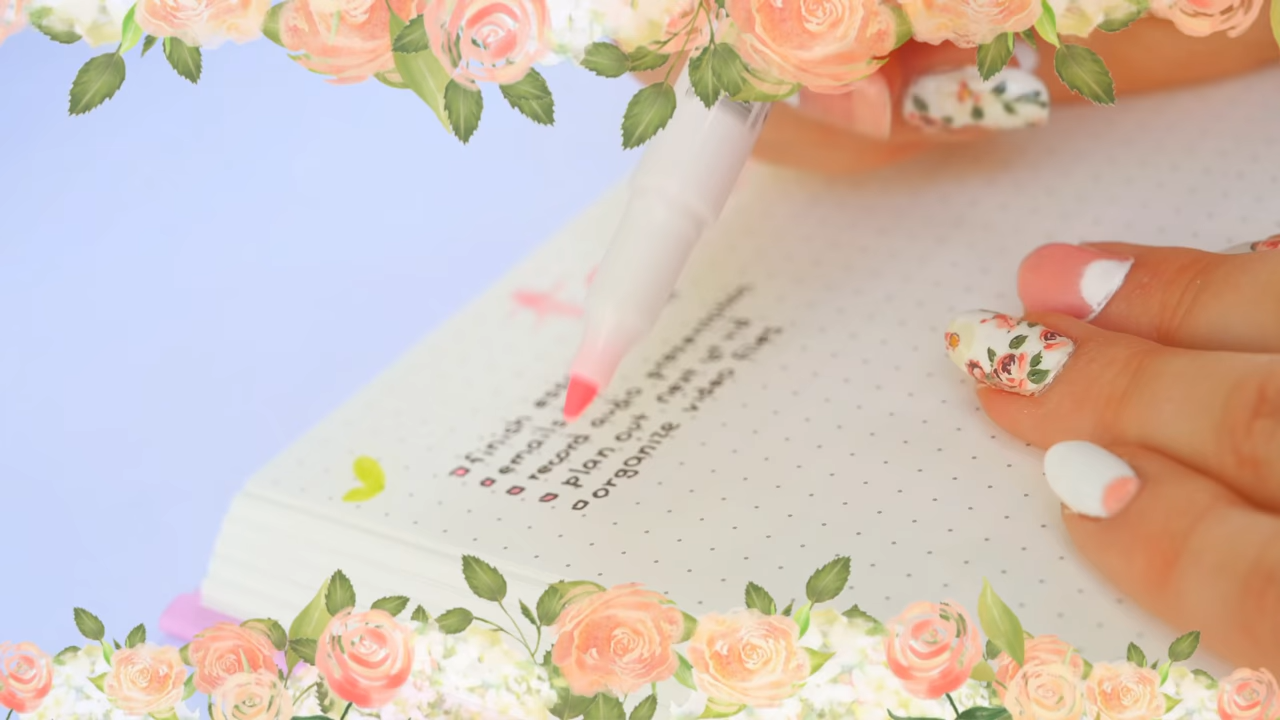 finish
emails
record audio
plan out
organize video files